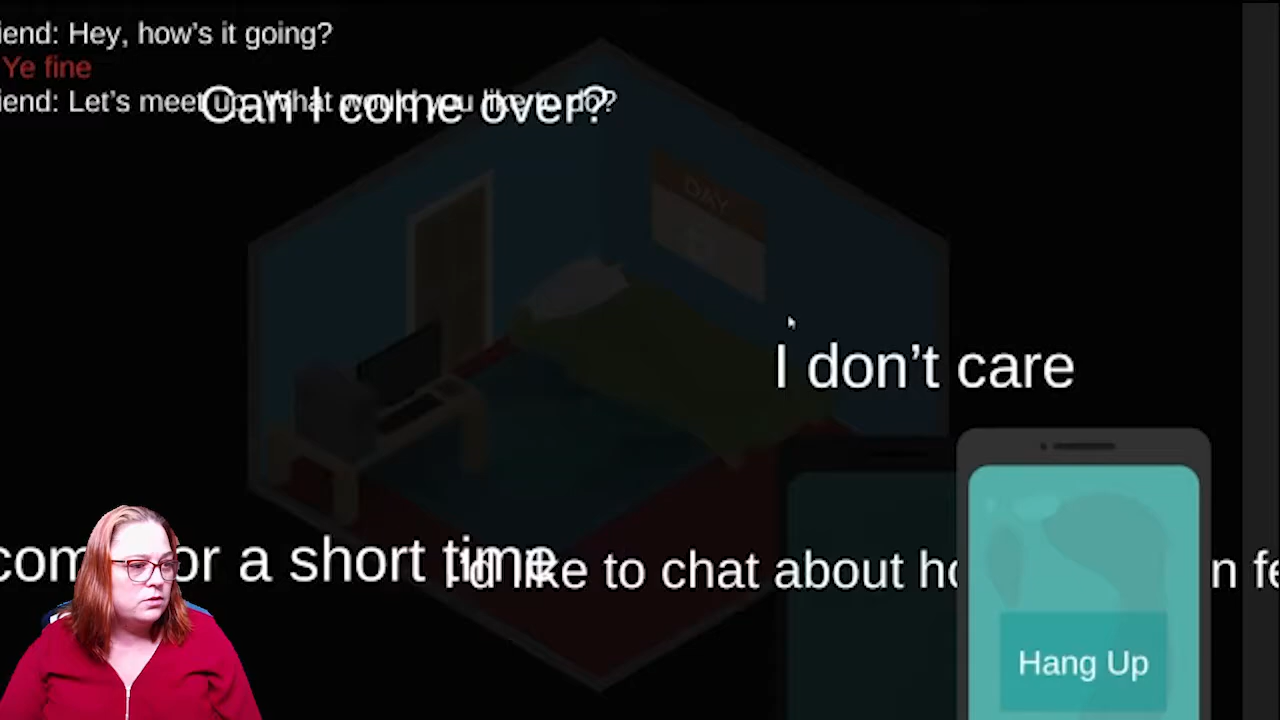 iend: Hey, how's it going?
Ye fine
iend: Let's meet up. What would you like to do?
Can I come over?
DAY
I don't care
com or a short time
I'd like to chat about ho n fe
Hang Up